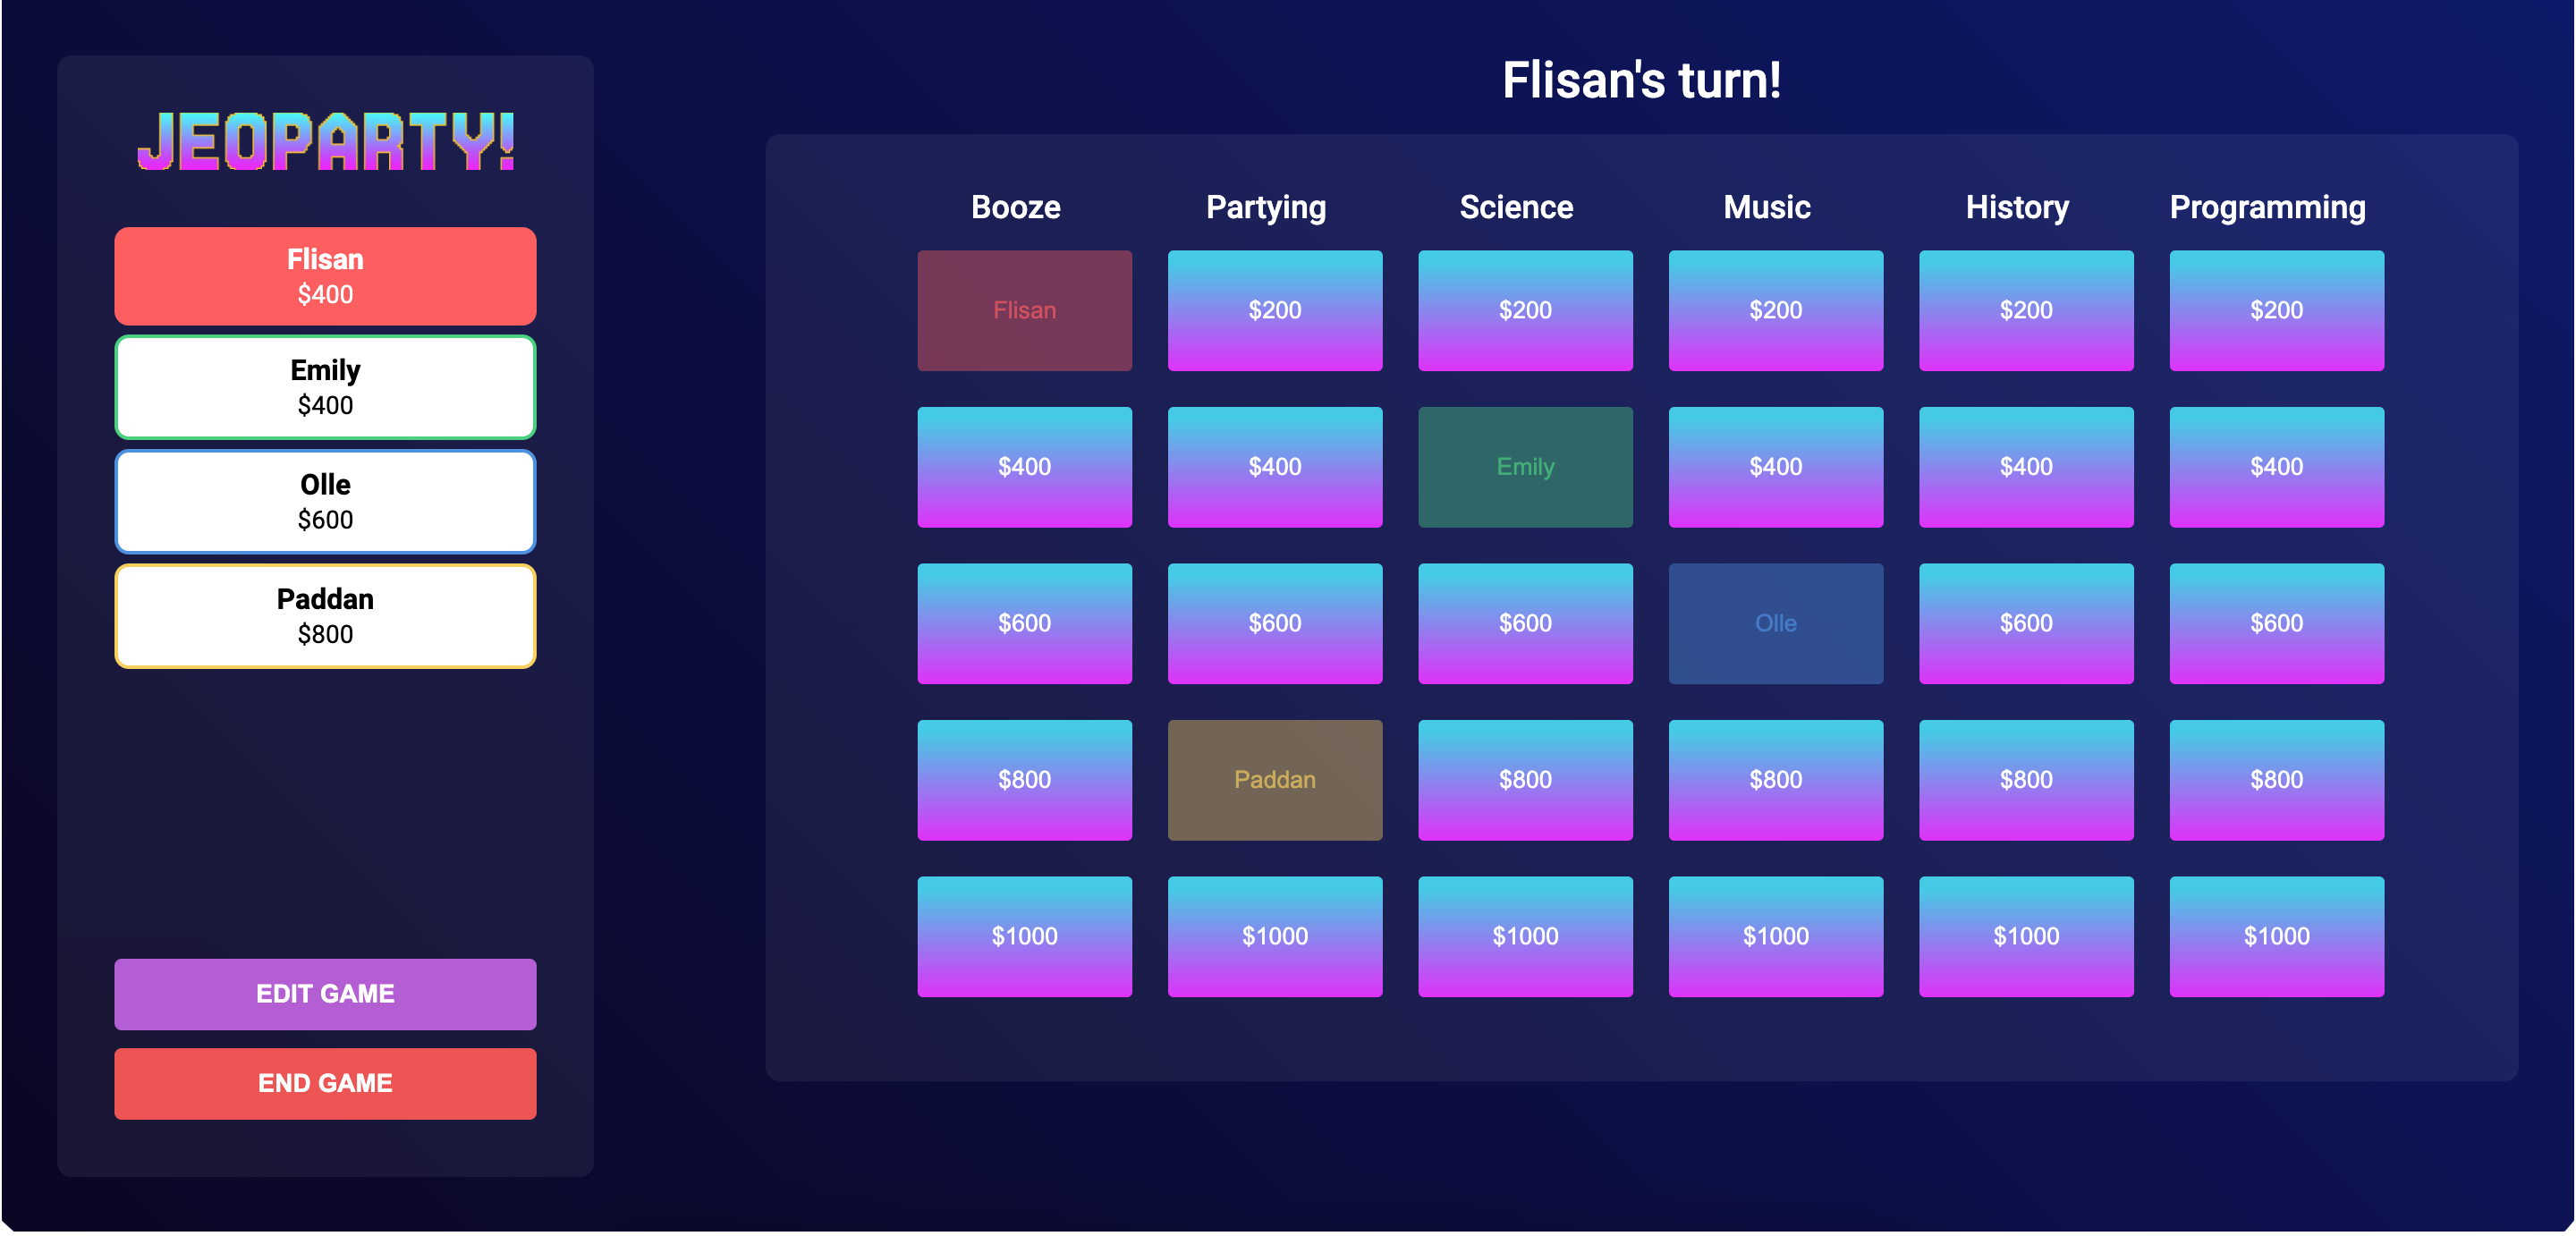 JEOPARTY!
Flisan
$400
Emily
$400
Olle
$600
Paddan
$800
EDIT GAME
END GAME
Flisan's turn!
Booze Partying Science Music History Programming
Flisan $200 $200 $200 $200 $200
$400 $400 Emily $400 $400 $400
$600 $600 $600 Olle $600 $600
$800 Paddan $800 $800 $800 $800
$1000 $1000 $1000 $1000 $1000 $1000